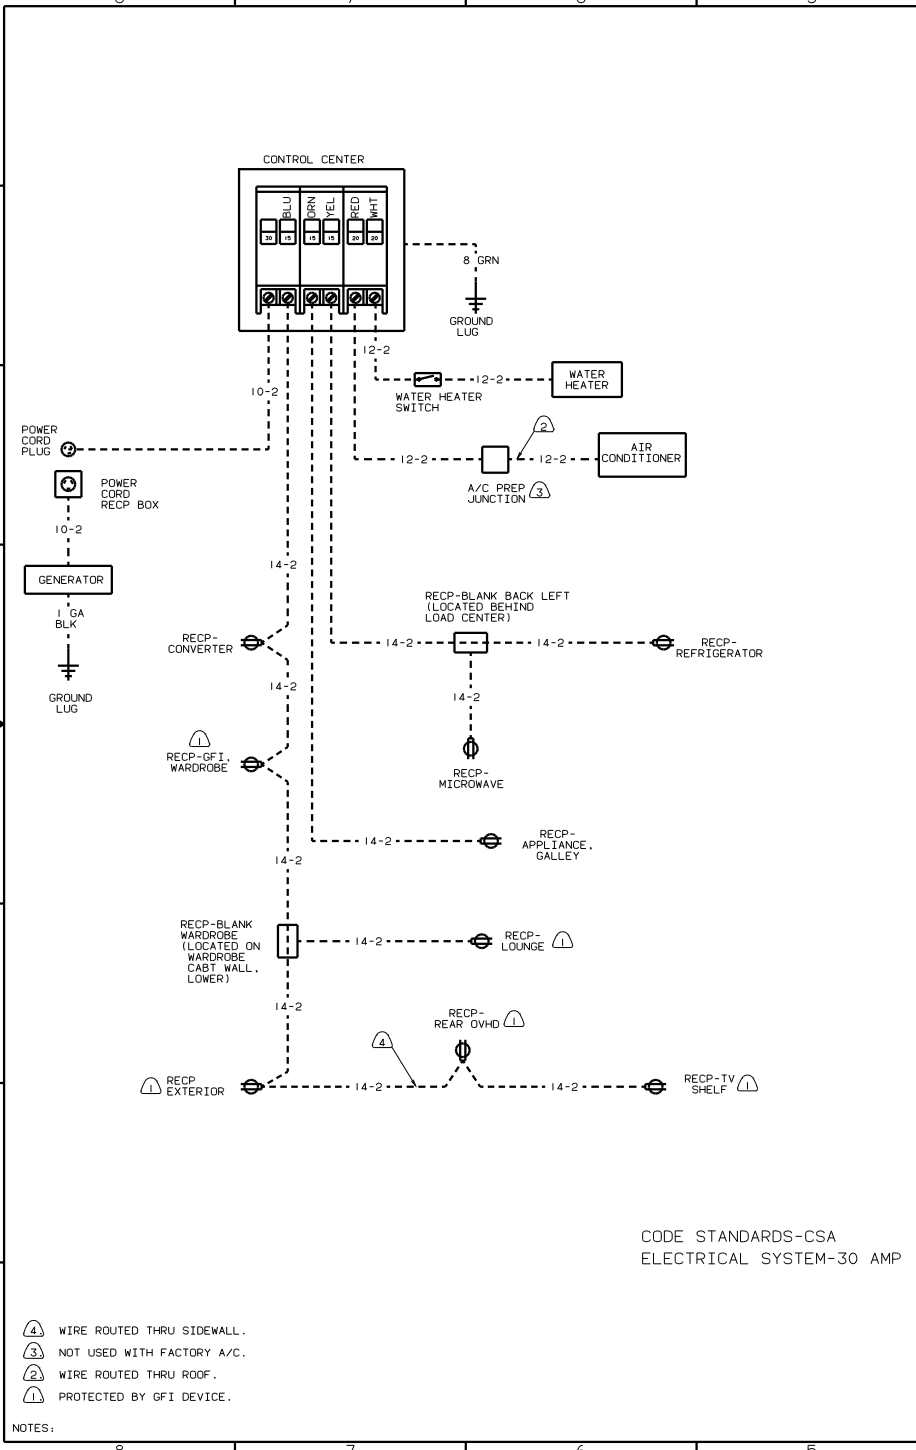 CONTROL CENTER
BLU
ORN
YEL
RED
WHT
30
15
15
15
20
20
8 GRN
GROUND
LUG
12-2
10-2
12-2
WATER
HEATER
WATER HEATER
SWITCH
POWER
CORD
PLUG
2
12-2
12-2
AIR
CONDITIONER
A/C PREP
JUNCTION 3
POWER
CORD
RECP BOX
10-2
14-2
GENERATOR
1 GA
BLK
RECP-BLANK BACK LEFT
(LOCATED BEHIND
LOAD CENTER)
RECP-
CONVERTER
14-2
14-2
RECP-
REFRIGERATOR
14-2
14-2
GROUND
LUG
1
RECP-GFI,
WARDROBE
RECP-
MICROWAVE
14-2
RECP-
APPLIANCE,
GALLEY
14-2
RECP-BLANK
WARDROBE
(LOCATED ON
WARDROBE
CABT WALL,
LOWER)
14-2
RECP-
LOUNGE 1
14-2
RECP-
REAR OVHD 1
4
1 RECP
EXTERIOR
14-2
14-2
RECP-TV
SHELF 1
CODE STANDARDS-CSA
ELECTRICAL SYSTEM-30 AMP
4. WIRE ROUTED THRU SIDEWALL.
3. NOT USED WITH FACTORY A/C.
2. WIRE ROUTED THRU ROOF.
1. PROTECTED BY GFI DEVICE.
NOTES: